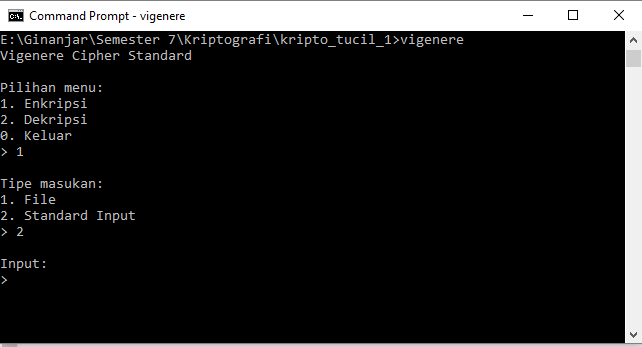 Command Prompt - vigenere
E:\Ginanjar\Semester 7\Kriptografi\kripto_tucil_1>vigenere
Vigenere Cipher Standard
Pilihan menu:
1. Enkripsi
2. Dekripsi
0. Keluar
> 1
Tipe masukan:
1. File
2. Standard Input
> 2
Input:
>